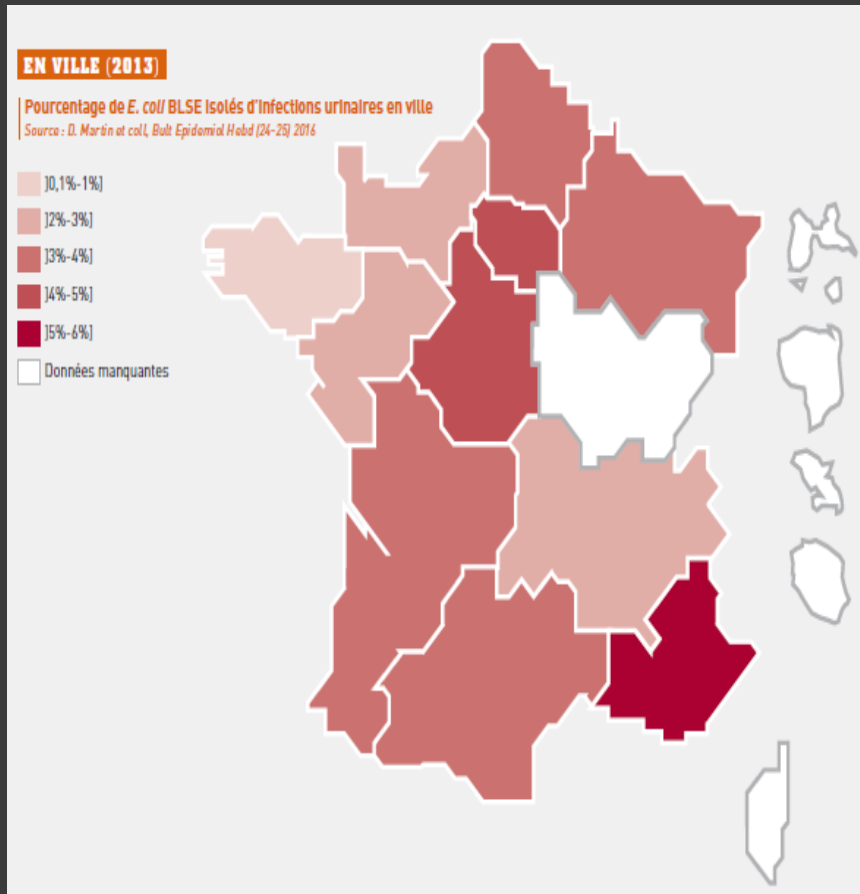 EN VILLE (2013)
Pourcentage de E. coli BLSE isolés d'infections urinaires en ville
Source : D. Martin et coll, Bult Epidemiol Hebd (24-25) 2016
]0,1%-1%]
]2%-3%]
]3%-4%]
]4%-5%]
]5%-6%]
Données manquantes